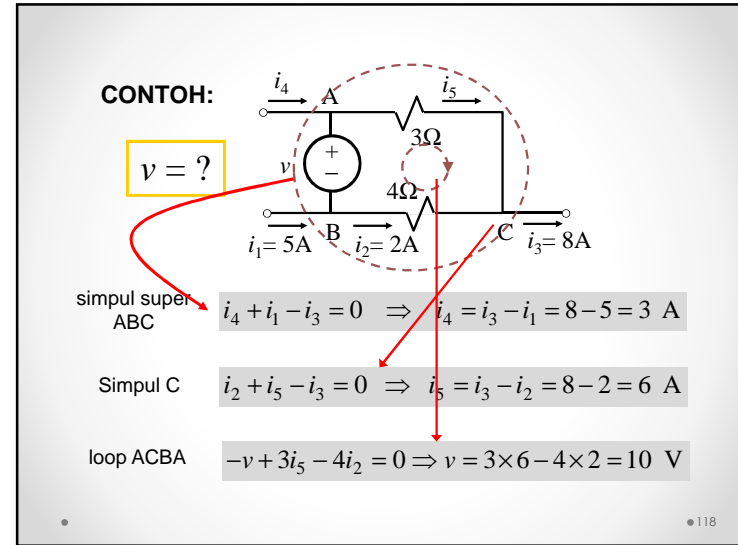 CONTOH:
i₄
A
i₅
v = ?
v
+
−
3Ω
4Ω
i₁= 5A
B
i₂= 2A
C
i₃= 8A
simpul super
ABC
i₄ + i₁ − i₃ = 0 ⇒ i₄ = i₃ − i₁ = 8 − 5 = 3 A
Simpul C
i₂ + i₅ − i₃ = 0 ⇒ i₅ = i₃ − i₂ = 8 − 2 = 6 A
loop ACBA
−v + 3i₅ − 4i₂ = 0 ⇒ v = 3×6 − 4×2 = 10 V
118